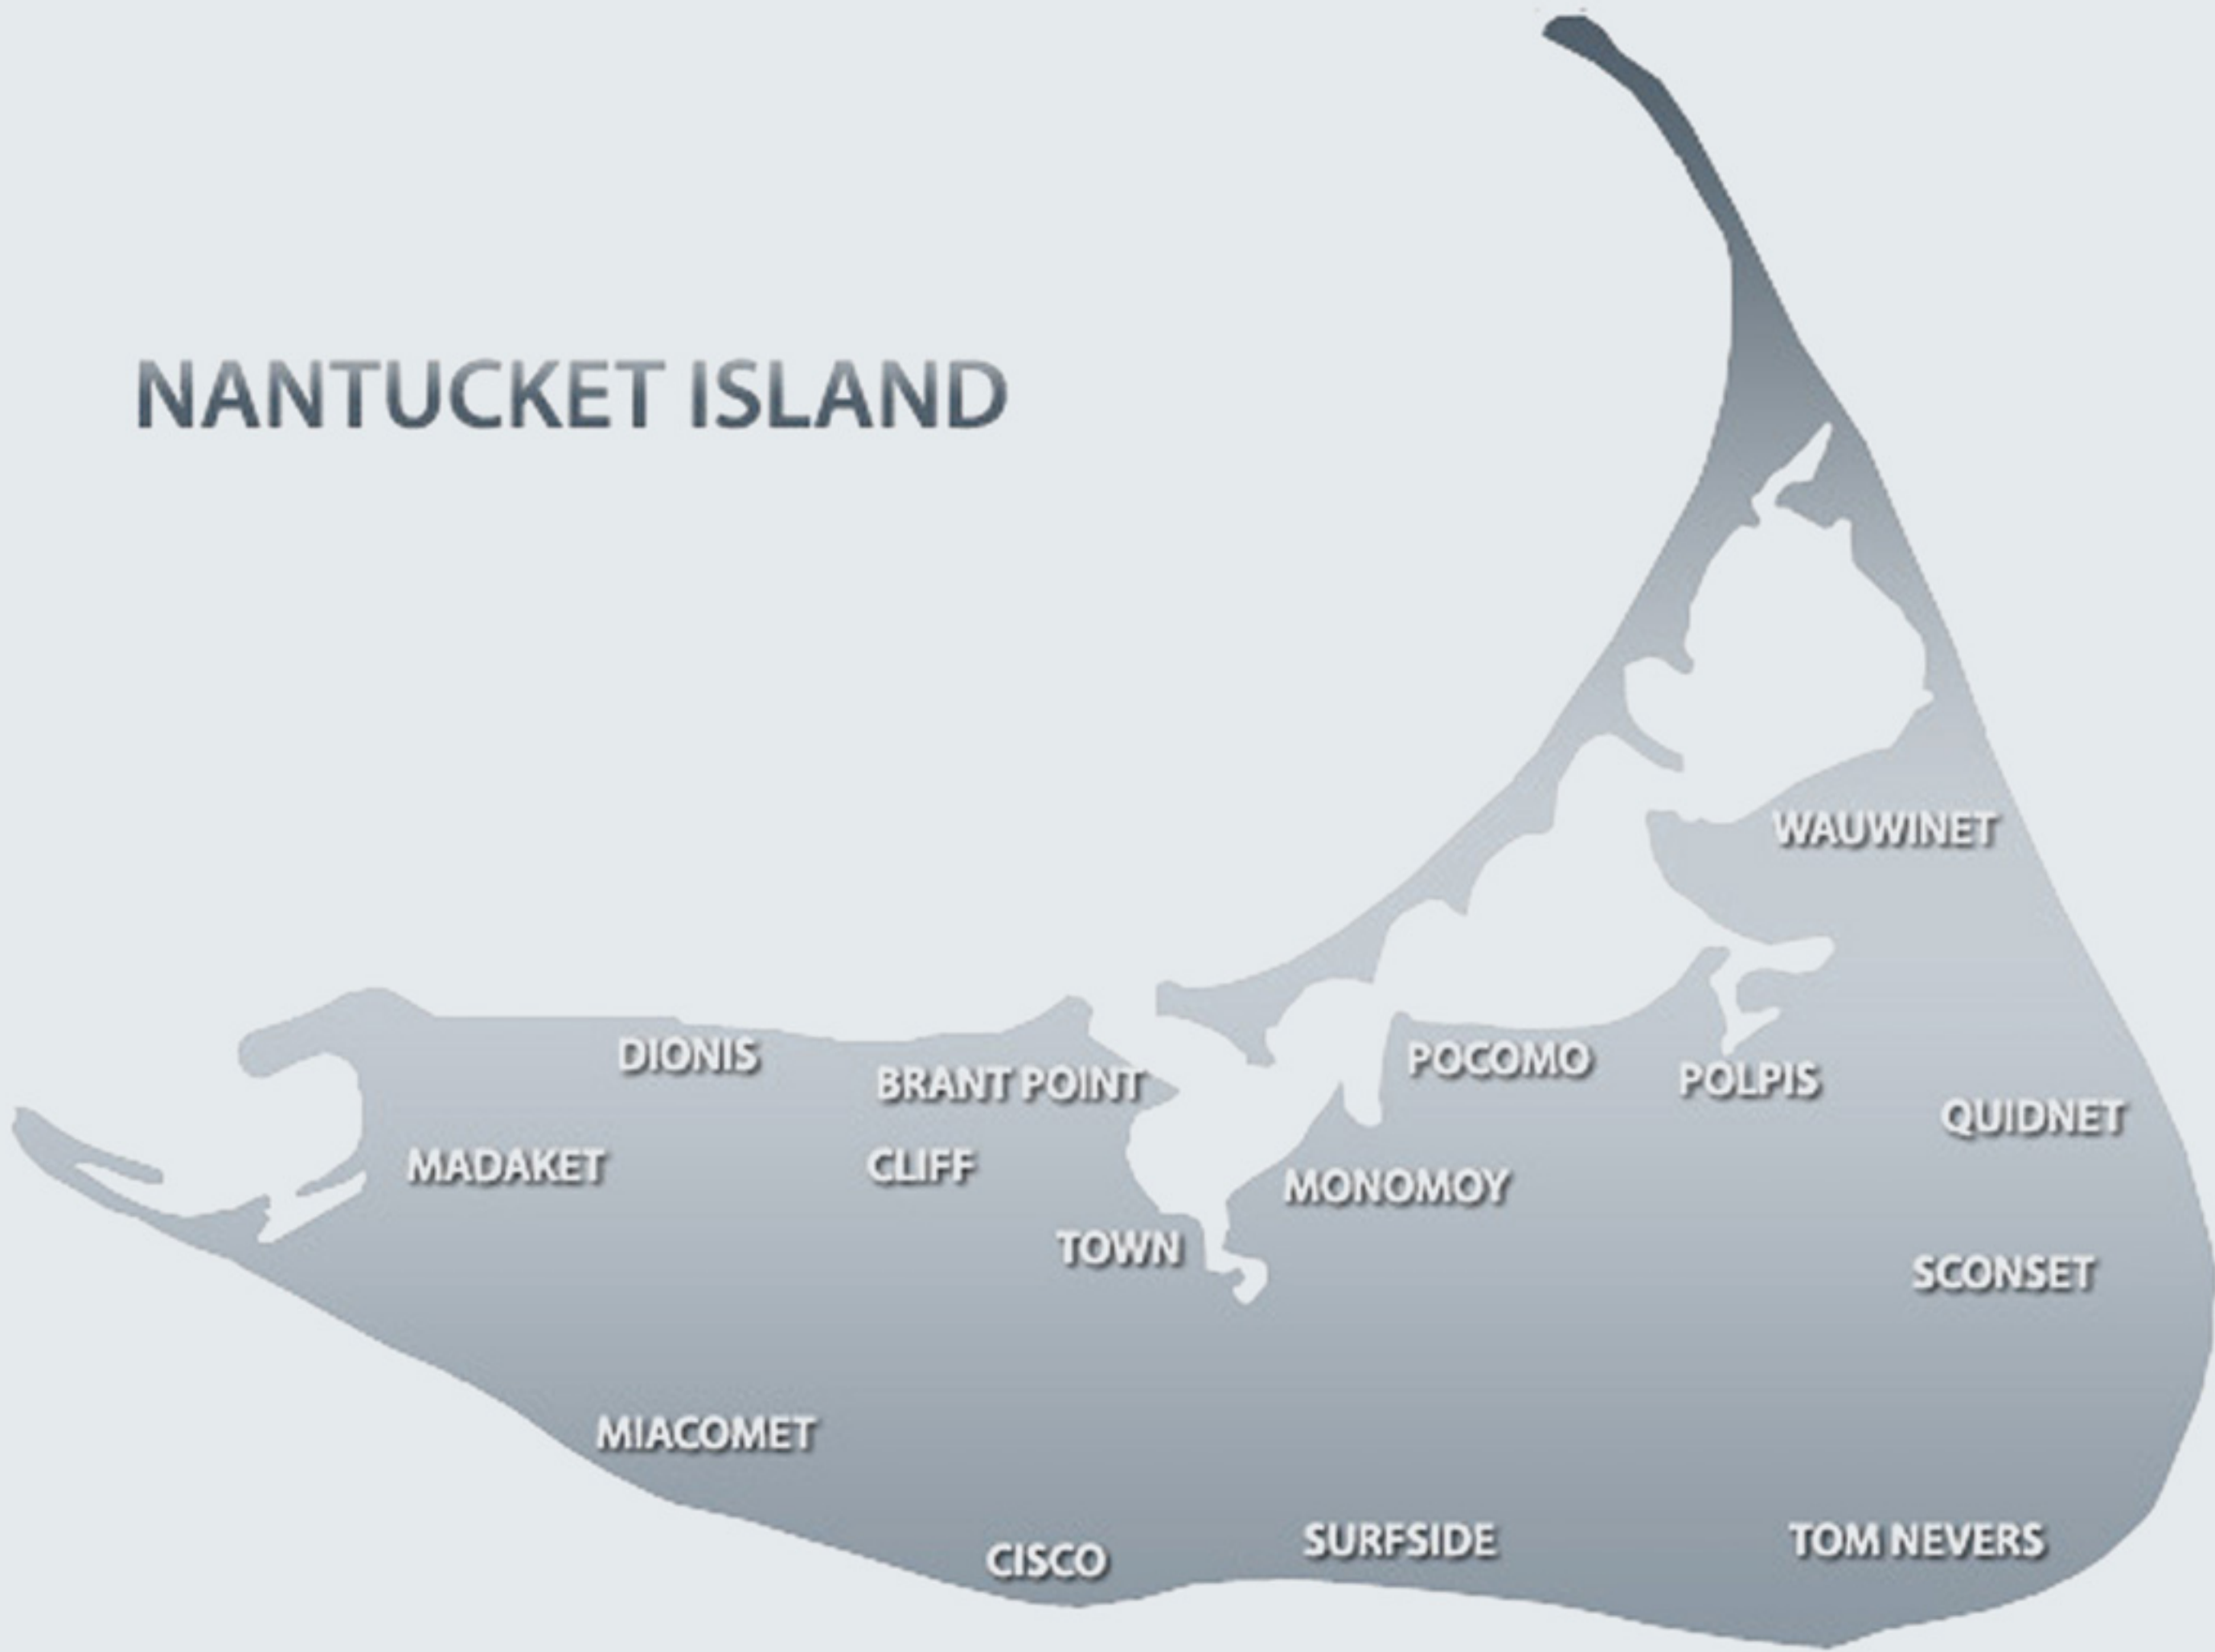 NANTUCKET ISLAND
WAUWINET
DIONIS
BRANT POINT
POCOMO
POLPIS
QUIDNET
MADAKET
CLIFF
MONOMOY
TOWN
SCONSET
MIACOMET
CISCO
SURFSIDE
TOM NEVERS